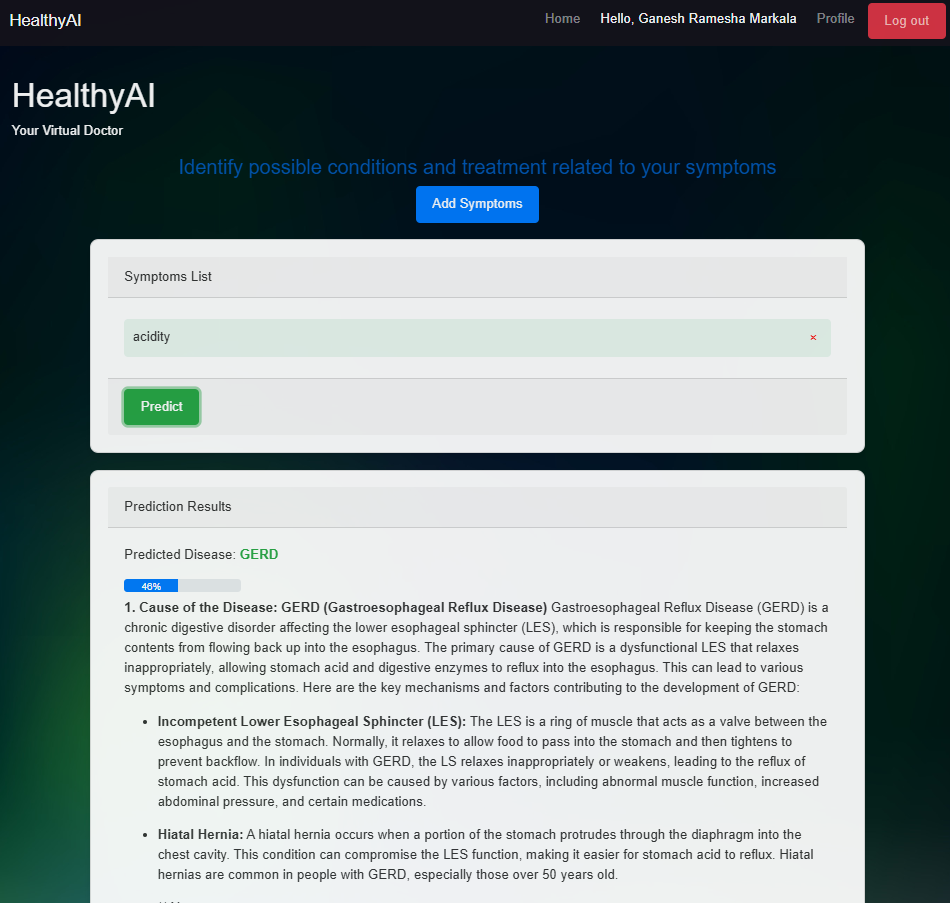 HealthyAI Home Hello, Ganesh Ramesha Markala Profile Log out
HealthyAI
Your Virtual Doctor
Identify possible conditions and treatment related to your symptoms
Add Symptoms
Symptoms List
acidity ×
Predict
Prediction Results
Predicted Disease: GERD
46%
1. Cause of the Disease: GERD (Gastroesophageal Reflux Disease) Gastroesophageal Reflux Disease (GERD) is a
chronic digestive disorder affecting the lower esophageal sphincter (LES), which is responsible for keeping the stomach
contents from flowing back up into the esophagus. The primary cause of GERD is a dysfunctional LES that relaxes
inappropriately, allowing stomach acid and digestive enzymes to reflux into the esophagus. This can lead to various
symptoms and complications. Here are the key mechanisms and factors contributing to the development of GERD:
• Incompetent Lower Esophageal Sphincter (LES): The LES is a ring of muscle that acts as a valve between the
esophagus and the stomach. Normally, it relaxes to allow food to pass into the stomach and then tightens to
prevent backflow. In individuals with GERD, the LS relaxes inappropriately or weakens, leading to the reflux of
stomach acid. This dysfunction can be caused by various factors, including abnormal muscle function, increased
abdominal pressure, and certain medications.
• Hiatal Hernia: A hiatal hernia occurs when a portion of the stomach protrudes through the diaphragm into the
chest cavity. This condition can compromise the LES function, making it easier for stomach acid to reflux. Hiatal
hernias are common in people with GERD, especially those over 50 years old.